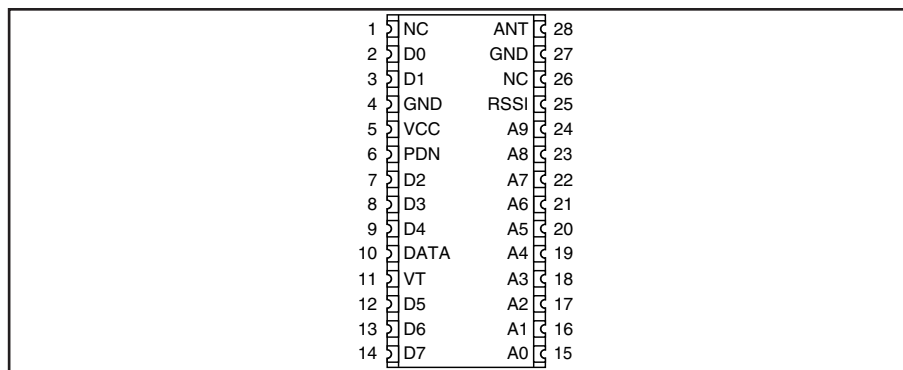 1 NC ANT 28
2 D0 GND 27
3 D1 NC 26
4 GND RSSI 25
5 VCC A9 24
6 PDN A8 23
7 D2 A7 22
8 D3 A6 21
9 D4 A5 20
10 DATA A4 19
11 VT A3 18
12 D5 A2 17
13 D6 A1 16
14 D7 A0 15